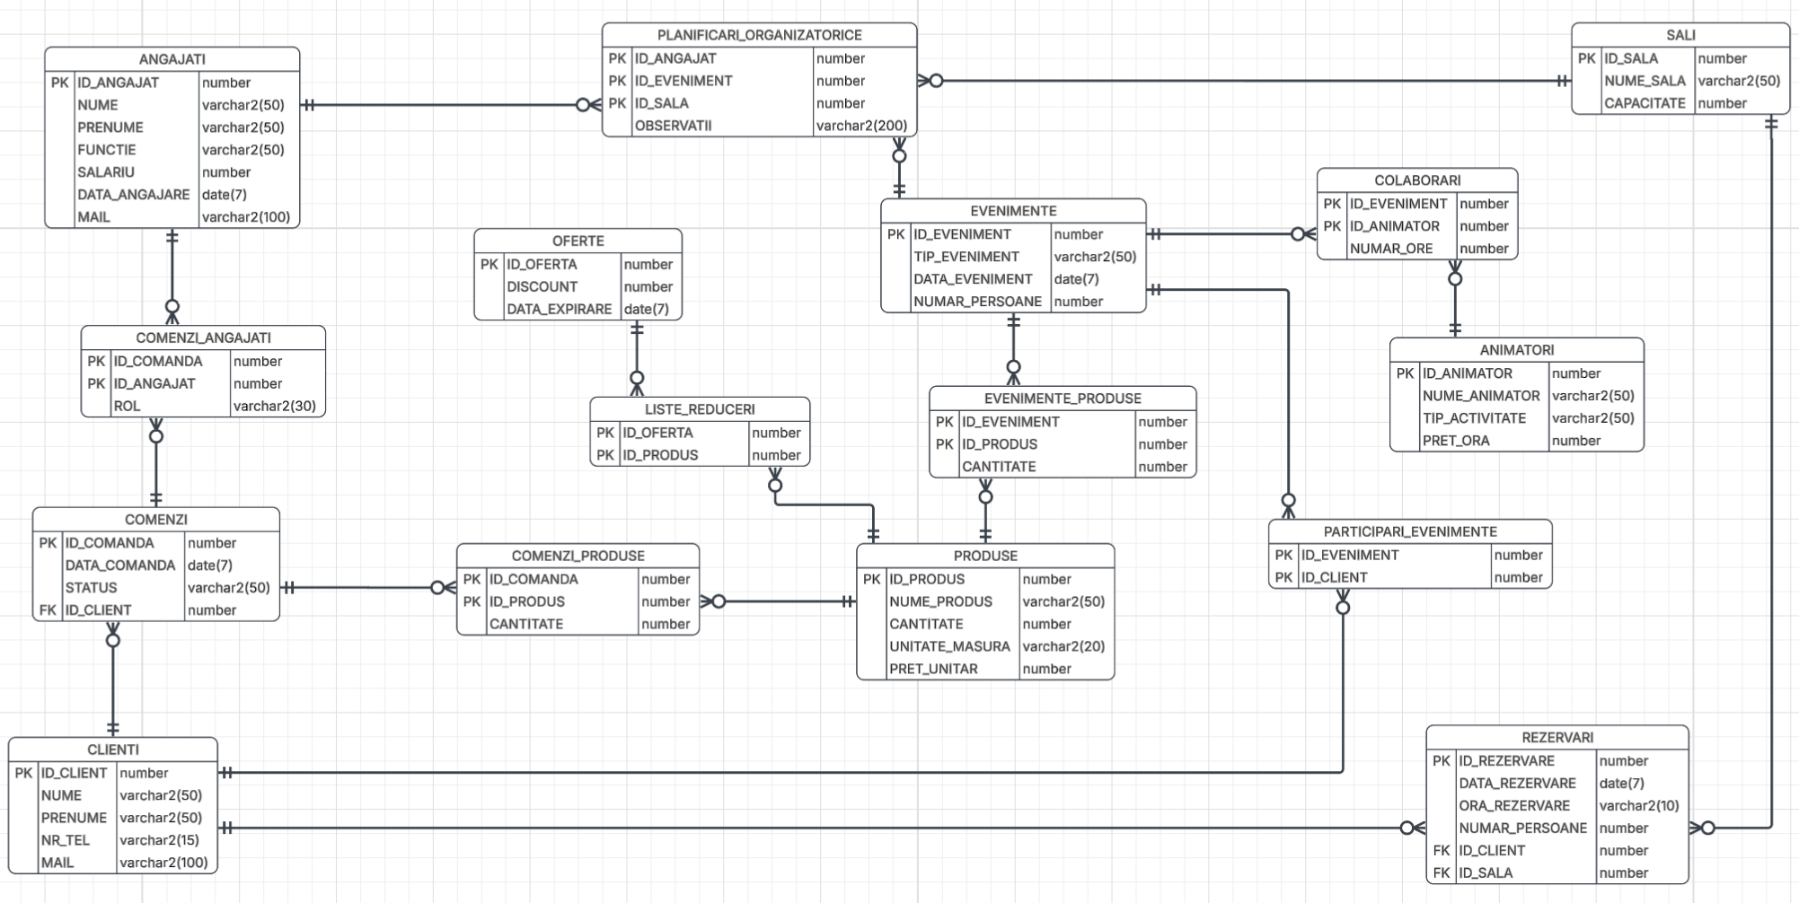 ANGAJATI
PK ID_ANGAJAT number
NUME varchar2(50)
PRENUME varchar2(50)
FUNCTIE varchar2(50)
SALARIU number
DATA_ANGAJARE date(7)
MAIL varchar2(100)
PLANIFICARI_ORGANIZATORICE
PK ID_ANGAJAT number
PK ID_EVENIMENT number
PK ID_SALA number
OBSERVATII varchar2(200)
SALI
PK ID_SALA number
NUME_SALA varchar2(50)
CAPACITATE number
COLABORARI
PK ID_EVENIMENT number
PK ID_ANIMATOR number
NUMAR_ORE number
EVENIMENTE
PK ID_EVENIMENT number
TIP_EVENIMENT varchar2(50)
DATA_EVENIMENT date(7)
NUMAR_PERSOANE number
OFERTE
PK ID_OFERTA number
DISCOUNT number
DATA_EXPIRARE date(7)
COMENZI_ANGAJATI
PK ID_COMANDA number
PK ID_ANGAJAT number
ROL varchar2(30)
ANIMATORI
PK ID_ANIMATOR number
NUME_ANIMATOR varchar2(50)
TIP_ACTIVITATE varchar2(50)
PRET_ORA number
LISTE_REDUCERI
PK ID_OFERTA number
PK ID_PRODUS number
EVENIMENTE_PRODUSE
PK ID_EVENIMENT number
PK ID_PRODUS number
CANTITATE number
COMENZI
PK ID_COMANDA number
DATA_COMANDA date(7)
STATUS varchar2(50)
FK ID_CLIENT number
COMENZI_PRODUSE
PK ID_COMANDA number
PK ID_PRODUS number
CANTITATE number
PRODUSE
PK ID_PRODUS number
NUME_PRODUS varchar2(50)
CANTITATE number
UNITATE_MASURA varchar2(20)
PRET_UNITAR number
PARTICIPARI_EVENIMENTE
PK ID_EVENIMENT number
PK ID_CLIENT number
CLIENTI
PK ID_CLIENT number
NUME varchar2(50)
PRENUME varchar2(50)
NR_TEL varchar2(15)
MAIL varchar2(100)
REZERVARI
PK ID_REZERVARE number
DATA_REZERVARE date(7)
ORA_REZERVARE varchar2(10)
NUMAR_PERSOANE number
FK ID_CLIENT number
FK ID_SALA number